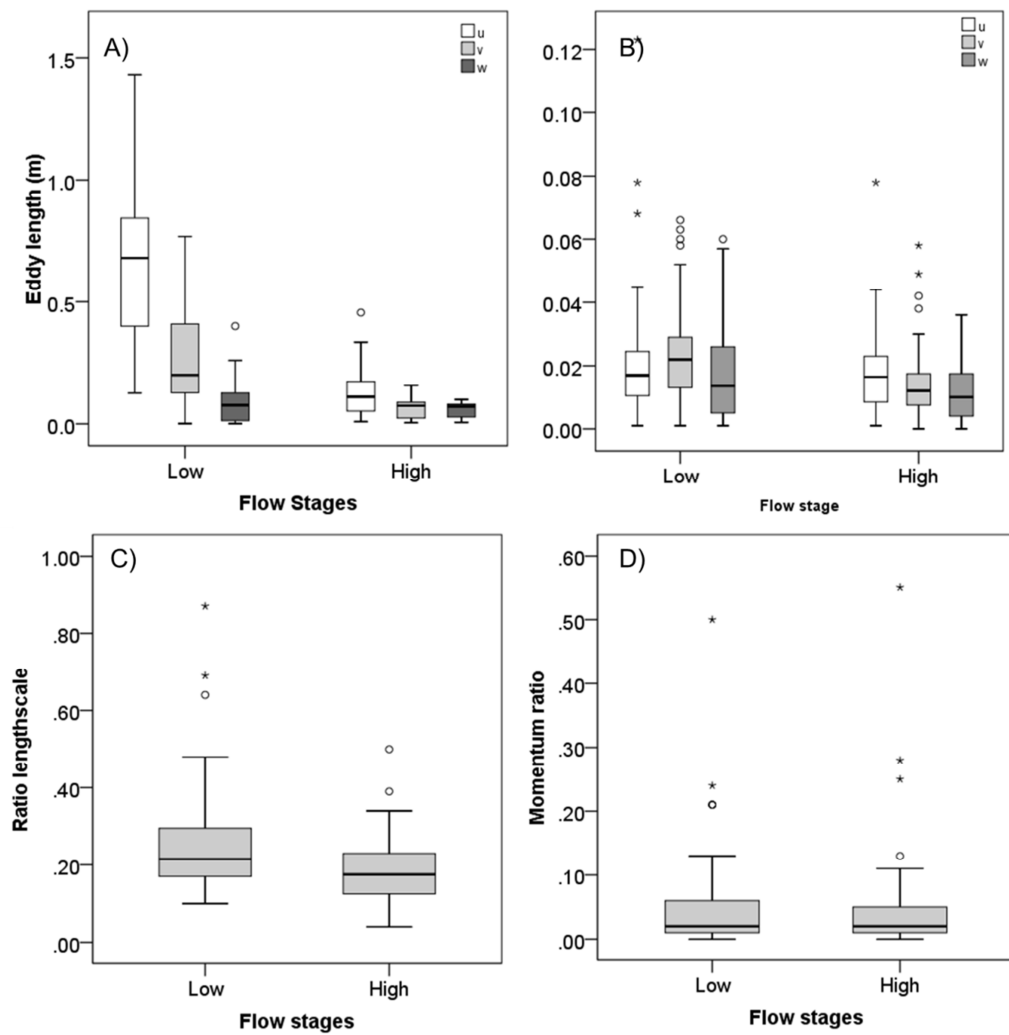 A)
u
v
w
1.5
1.0
0.5
0.0
Eddy length (m)
Low
High
Flow Stages
B)
u
v
w
0.12
0.10
0.08
0.06
0.04
0.02
0.00
Low
High
Flow stage
C)
1.00
.80
.60
.40
.20
.00
Ratio lengthscale
Low
High
Flow stages
D)
.60
.50
.40
.30
.20
.10
.00
Momentum ratio
Low
High
Flow stages